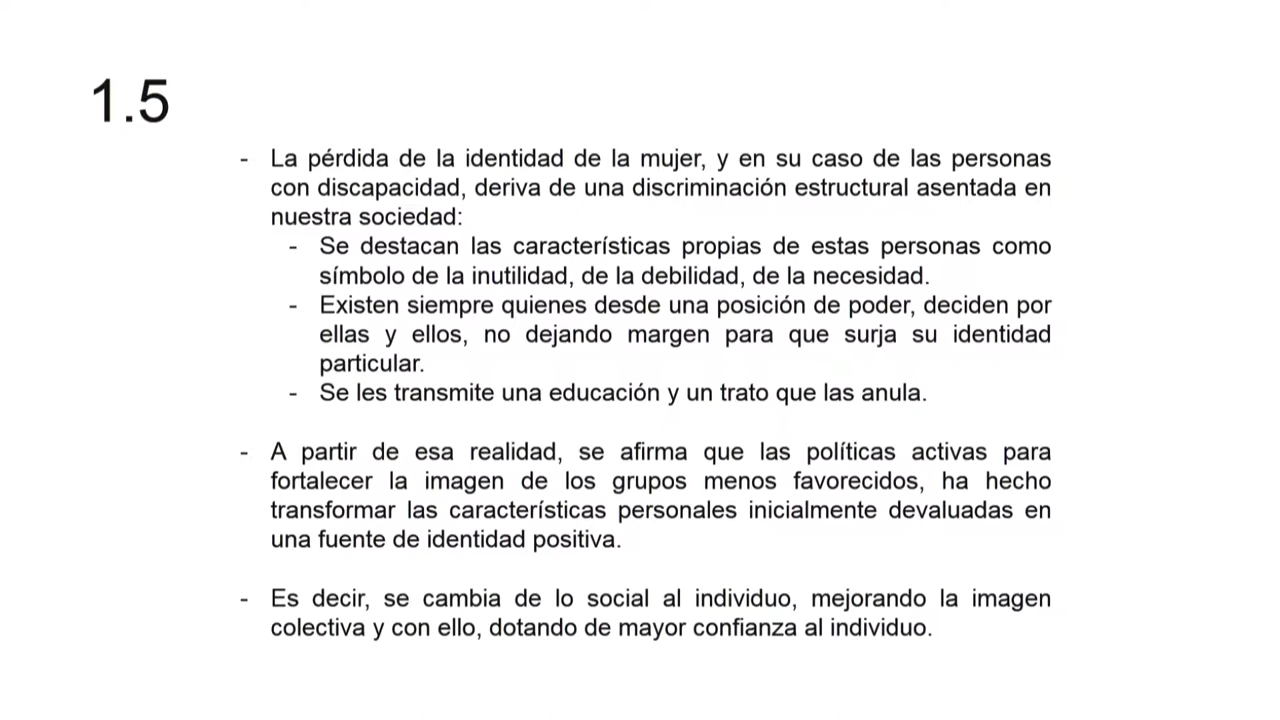 1.5
- La pérdida de la identidad de la mujer, y en su caso de las personas
con discapacidad, deriva de una discriminación estructural asentada en
nuestra sociedad:
- Se destacan las características propias de estas personas como
símbolo de la inutilidad, de la debilidad, de la necesidad.
- Existen siempre quienes desde una posición de poder, deciden por
ellas y ellos, no dejando margen para que surja su identidad
particular.
- Se les transmite una educación y un trato que las anula.
- A partir de esa realidad, se afirma que las políticas activas para
fortalecer la imagen de los grupos menos favorecidos, ha hecho
transformar las características personales inicialmente devaluadas en
una fuente de identidad positiva.
- Es decir, se cambia de lo social al individuo, mejorando la imagen
colectiva y con ello, dotando de mayor confianza al individuo.